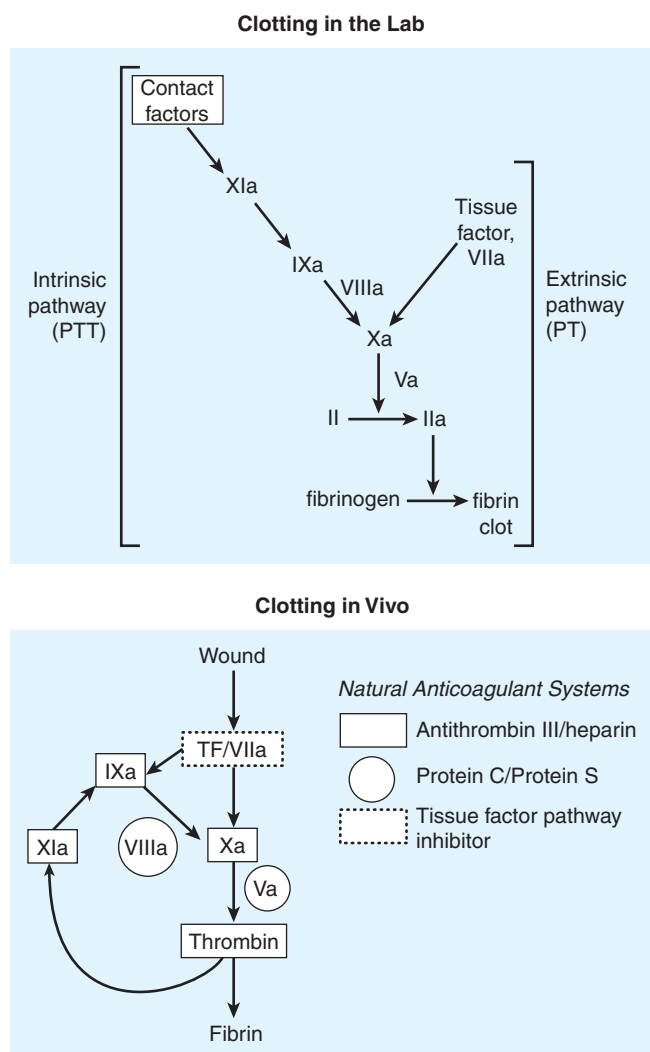 Clotting in the Lab
Contact
factors
XIa
Tissue
factor,
VIIa
IXa
VIIIa
Intrinsic
pathway
(PTT)
Extrinsic
pathway
(PT)
Xa
Va
II
IIa
fibrinogen
fibrin
clot
Clotting in Vivo
Wound
Natural Anticoagulant Systems
TF/VIIa
Antithrombin III/heparin
IXa
Protein C/Protein S
Tissue factor pathway
inhibitor
XIa
VIIIa
Xa
Va
Thrombin
Fibrin